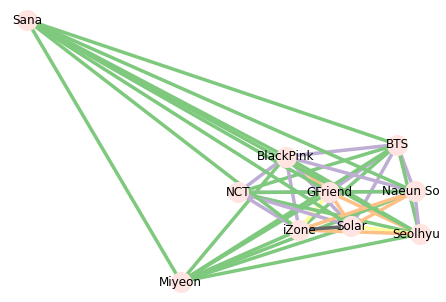 Sana
BTS
BlackPink
NCT
GFriend
Naeun So
iZone
Solar
Seolhyu
Miyeon